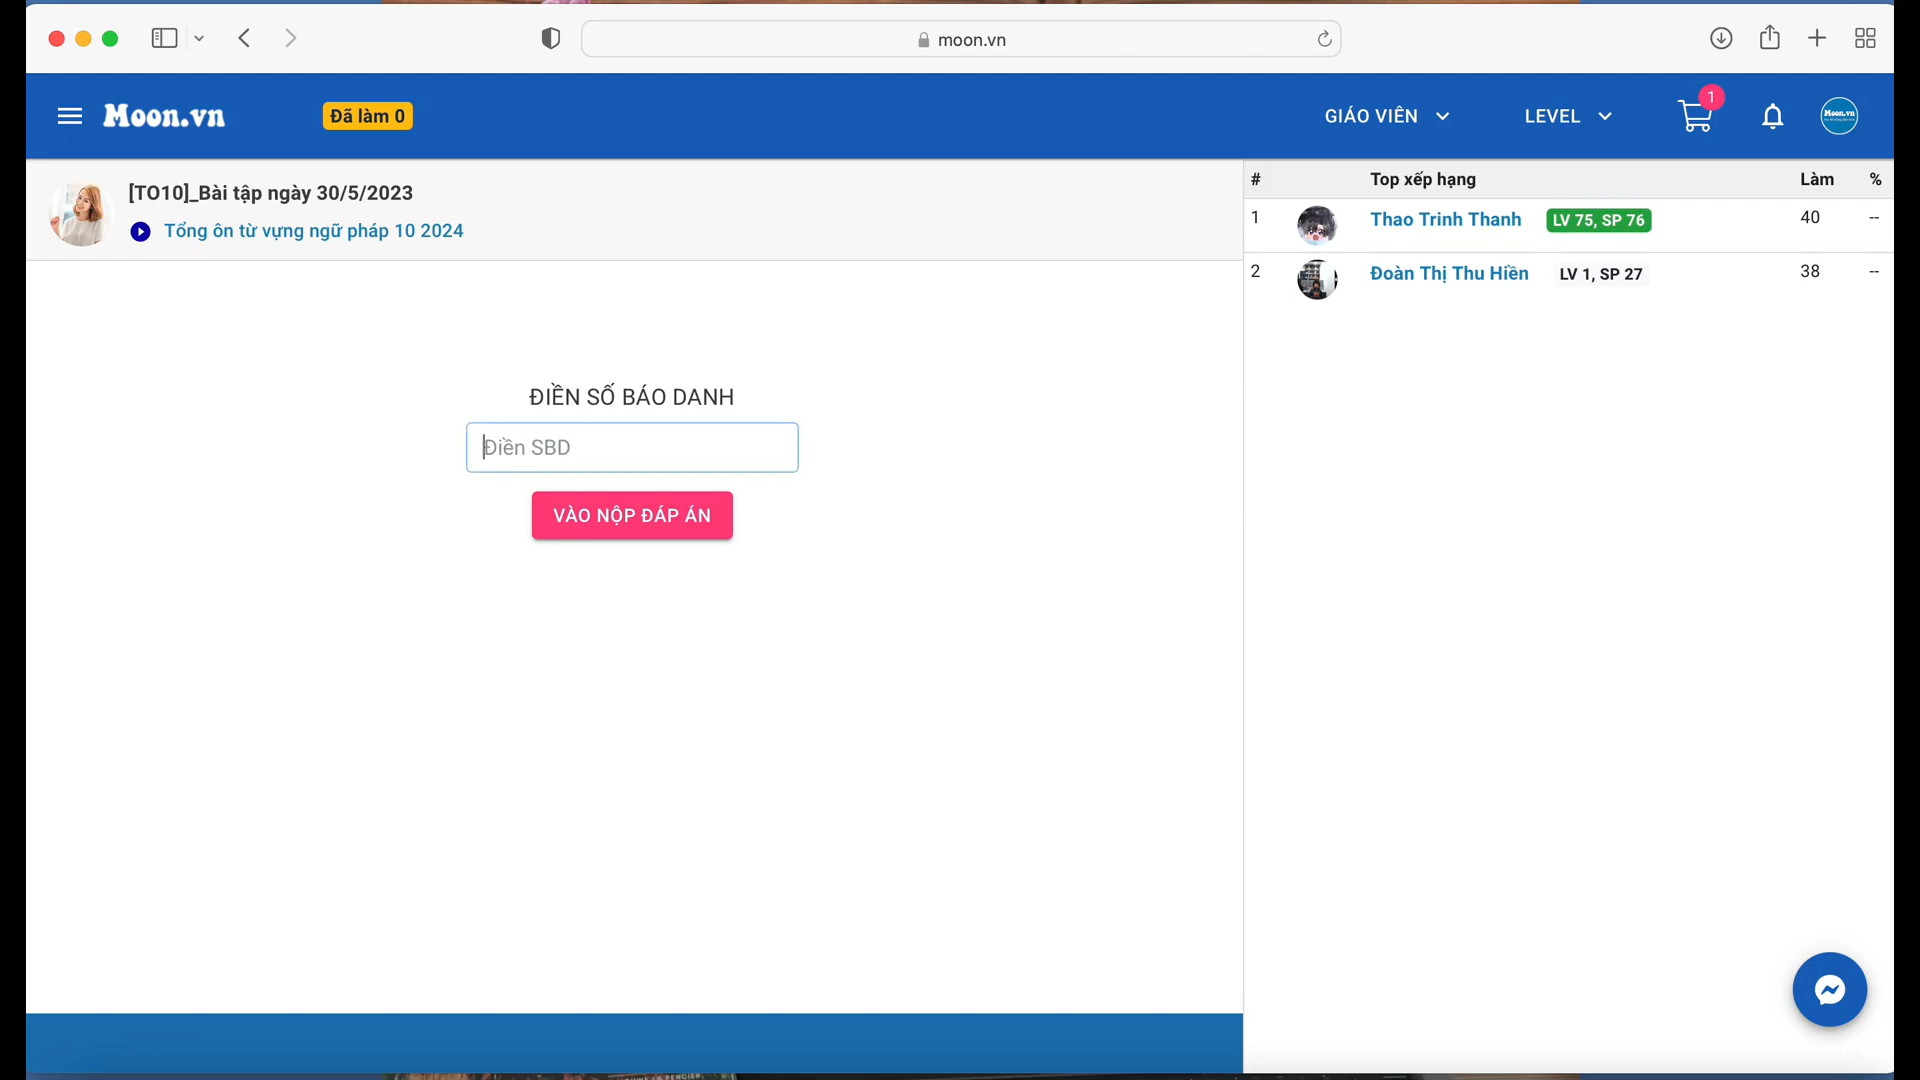 moon.vn
Moon.vn
Đã làm 0
GIÁO VIÊN
LEVEL
1
Moon.vn
[TO10]_Bài tập ngày 30/5/2023
Tổng ôn từ vựng ngữ pháp 10 2024
ĐIỀN SỐ BÁO DANH
Điền SBD
VÀO NỘP ĐÁP ÁN
# Top xếp hạng Làm %
1 Thao Trinh Thanh LV 75, SP 76 40 --
2 Đoàn Thị Thu Hiền LV 1, SP 27 38 --